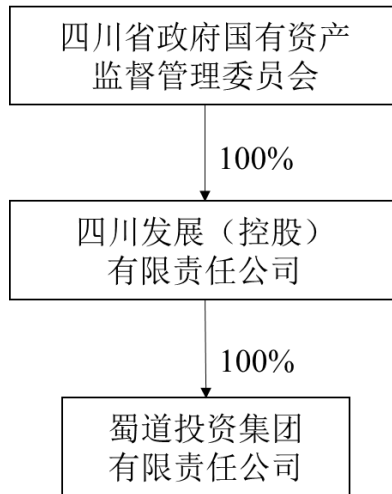 四川省政府国有资产
监督管理委员会
100%
四川发展（控股）
有限责任公司
100%
蜀道投资集团
有限责任公司